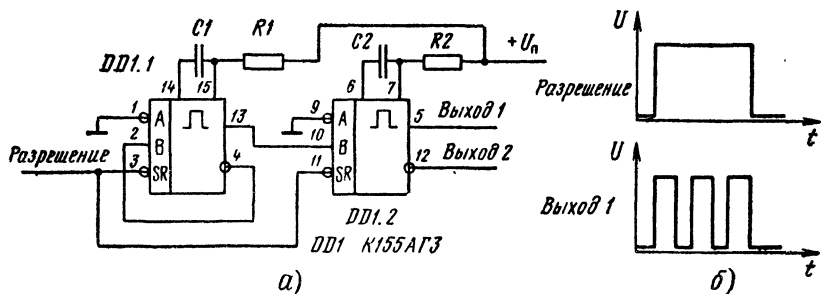 C1
R1
C2
R2
+Uп
DD1.1
14
15
6
7
1
A
13
9
A
5
Выход 1
2
B
10
B
Разрешение
3
SR
4
11
SR
12
Выход 2
DD1.2
DD1 К155АГ3
а)
U
Разрешение
t
U
Выход 1
t
б)